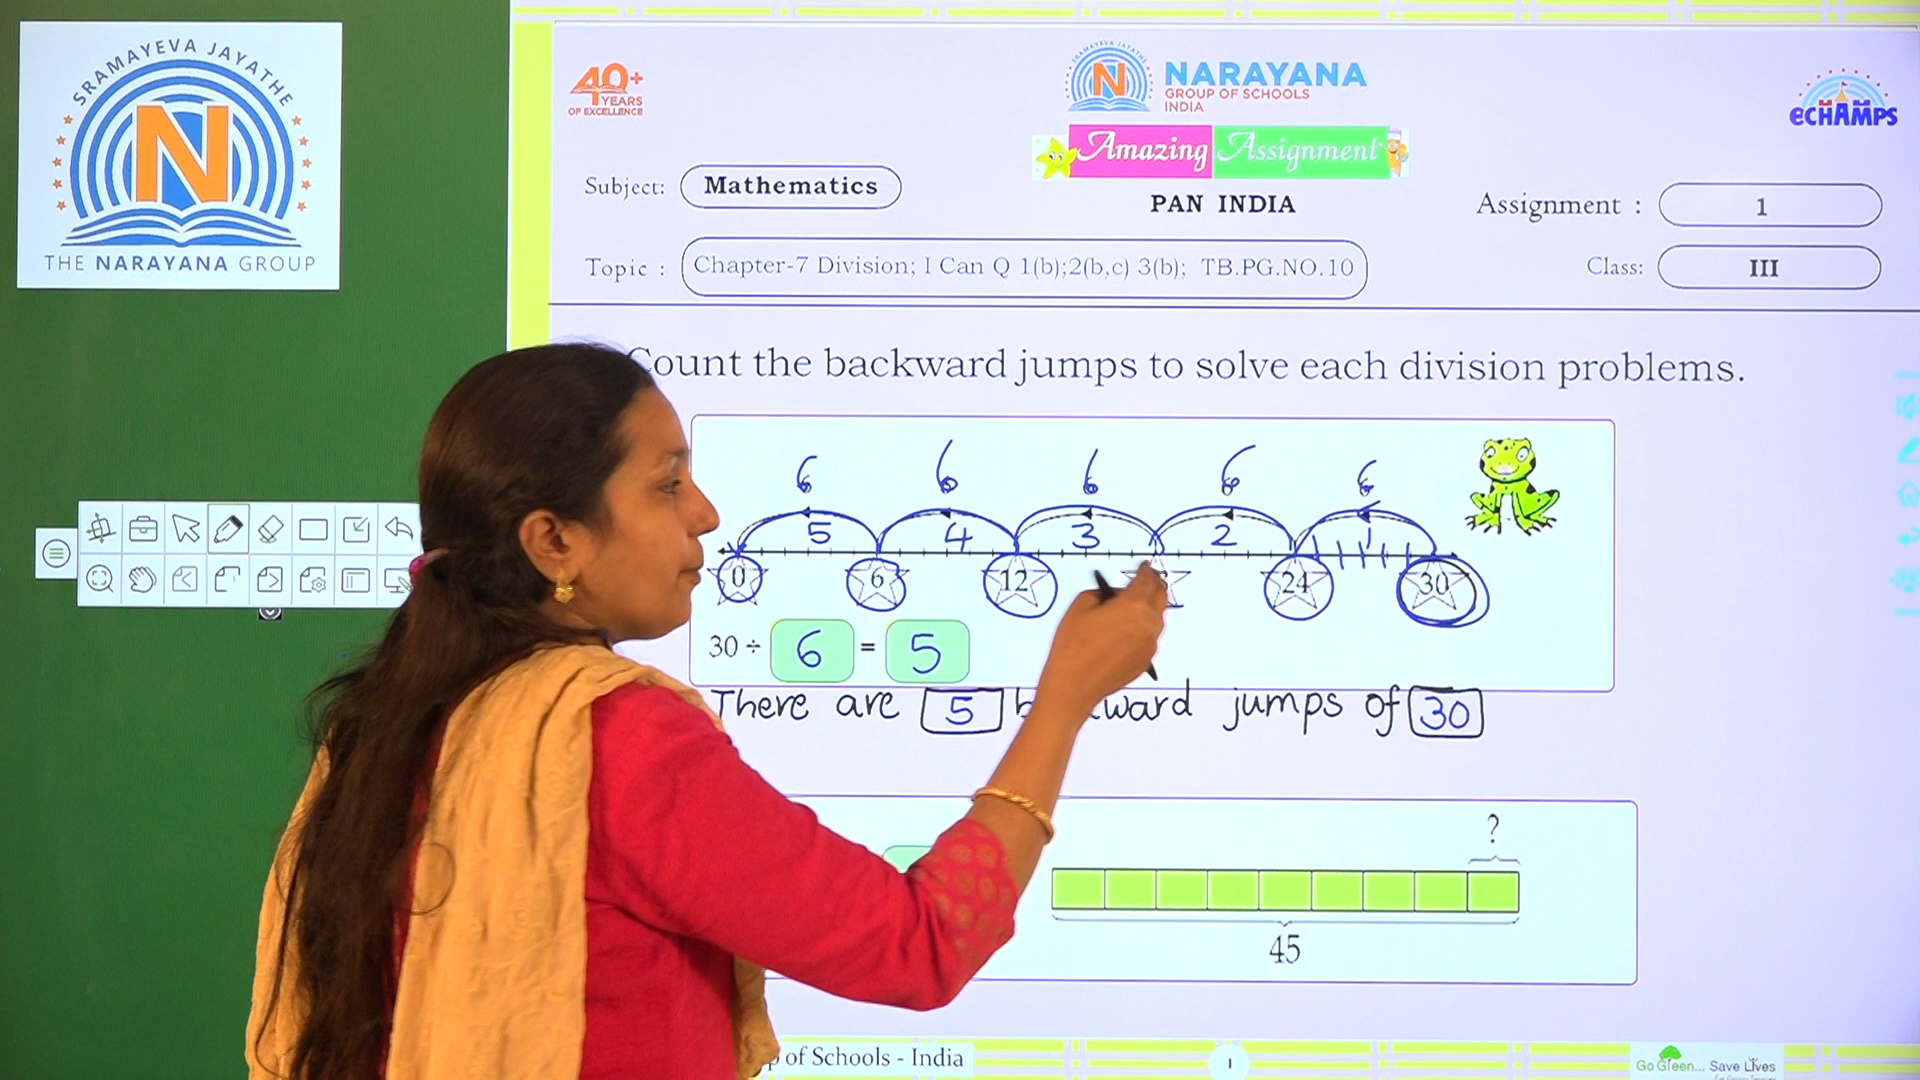 SRAMAYEVA JAYATHE
N
THE NARAYANA GROUP
40+
YEARS
OF EXCELLENCE
SRAMAYEVA JAYATHE
N
NARAYANA
GROUP OF SCHOOLS
INDIA
eCHAMPS
Amazing Assignment
Subject: Mathematics
PAN INDIA
Assignment : 1
Topic : Chapter-7 Division; I Can Q 1(b);2(b,c) 3(b); TB.PG.NO.10
Class: III
Count the backward jumps to solve each division problems.
6 6 6 6 6
5 4 3 2 1
0 6 12 24 30
30 ÷ 6 = 5
There are 5 jumps of 30
?
45
of Schools - India
1
Go Green... Save Lives